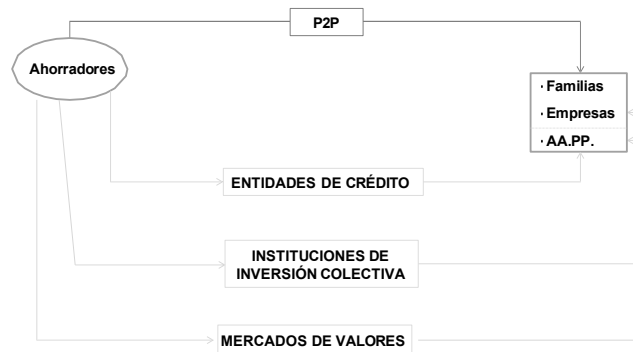 P2P
Ahorradores
· Familias
· Empresas
· AA.PP.
ENTIDADES DE CRÉDITO
INSTITUCIONES DE
INVERSIÓN COLECTIVA
MERCADOS DE VALORES